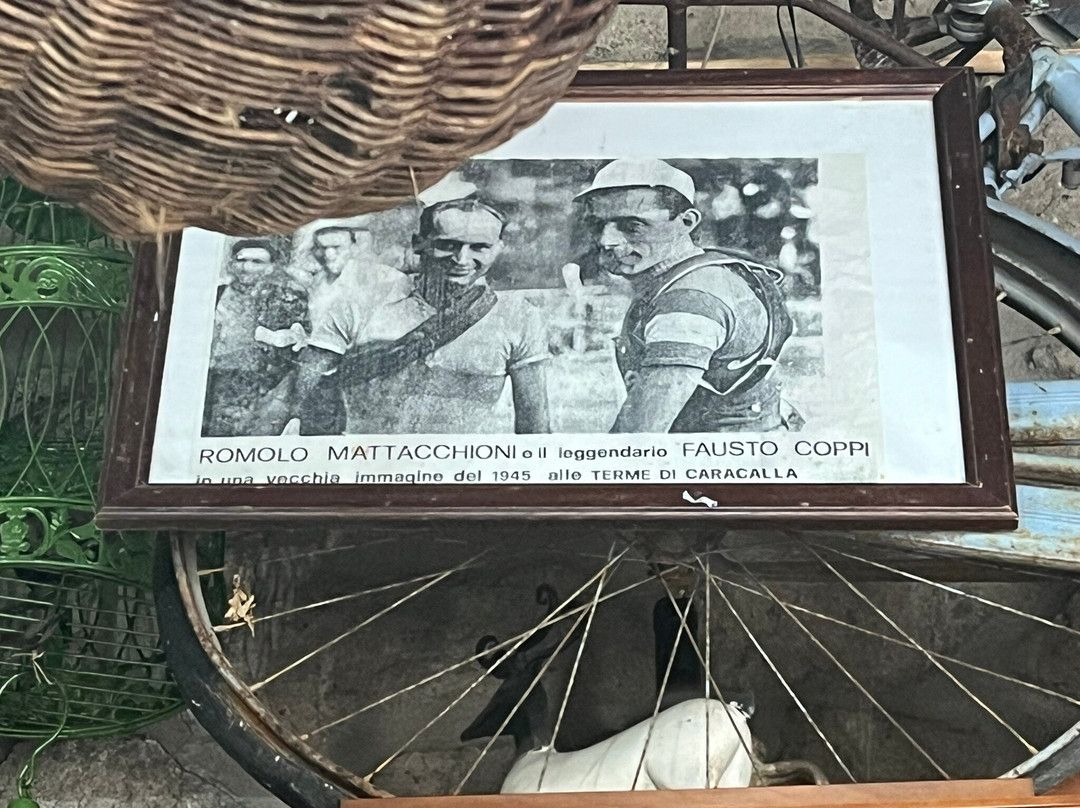 ROMOLO MATTACCHIONI e il leggendario FAUSTO COPPI
in una vecchia immagine del 1945 alle TERME DI CARACALLA